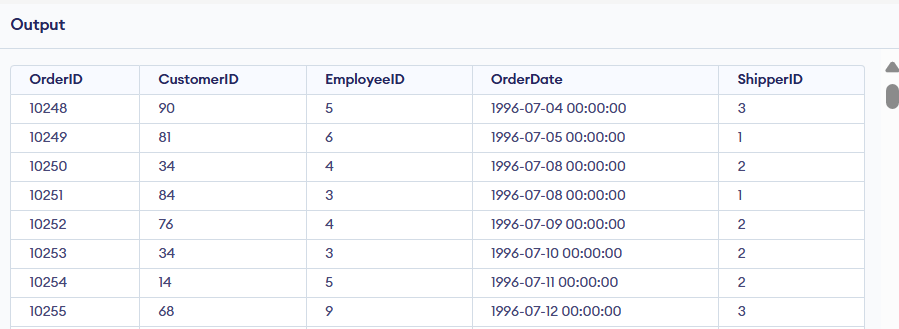 Output
OrderID CustomerID EmployeeID OrderDate ShipperID
10248 90 5 1996-07-04 00:00:00 3
10249 81 6 1996-07-05 00:00:00 1
10250 34 4 1996-07-08 00:00:00 2
10251 84 3 1996-07-08 00:00:00 1
10252 76 4 1996-07-09 00:00:00 2
10253 34 3 1996-07-10 00:00:00 2
10254 14 5 1996-07-11 00:00:00 2
10255 68 9 1996-07-12 00:00:00 3